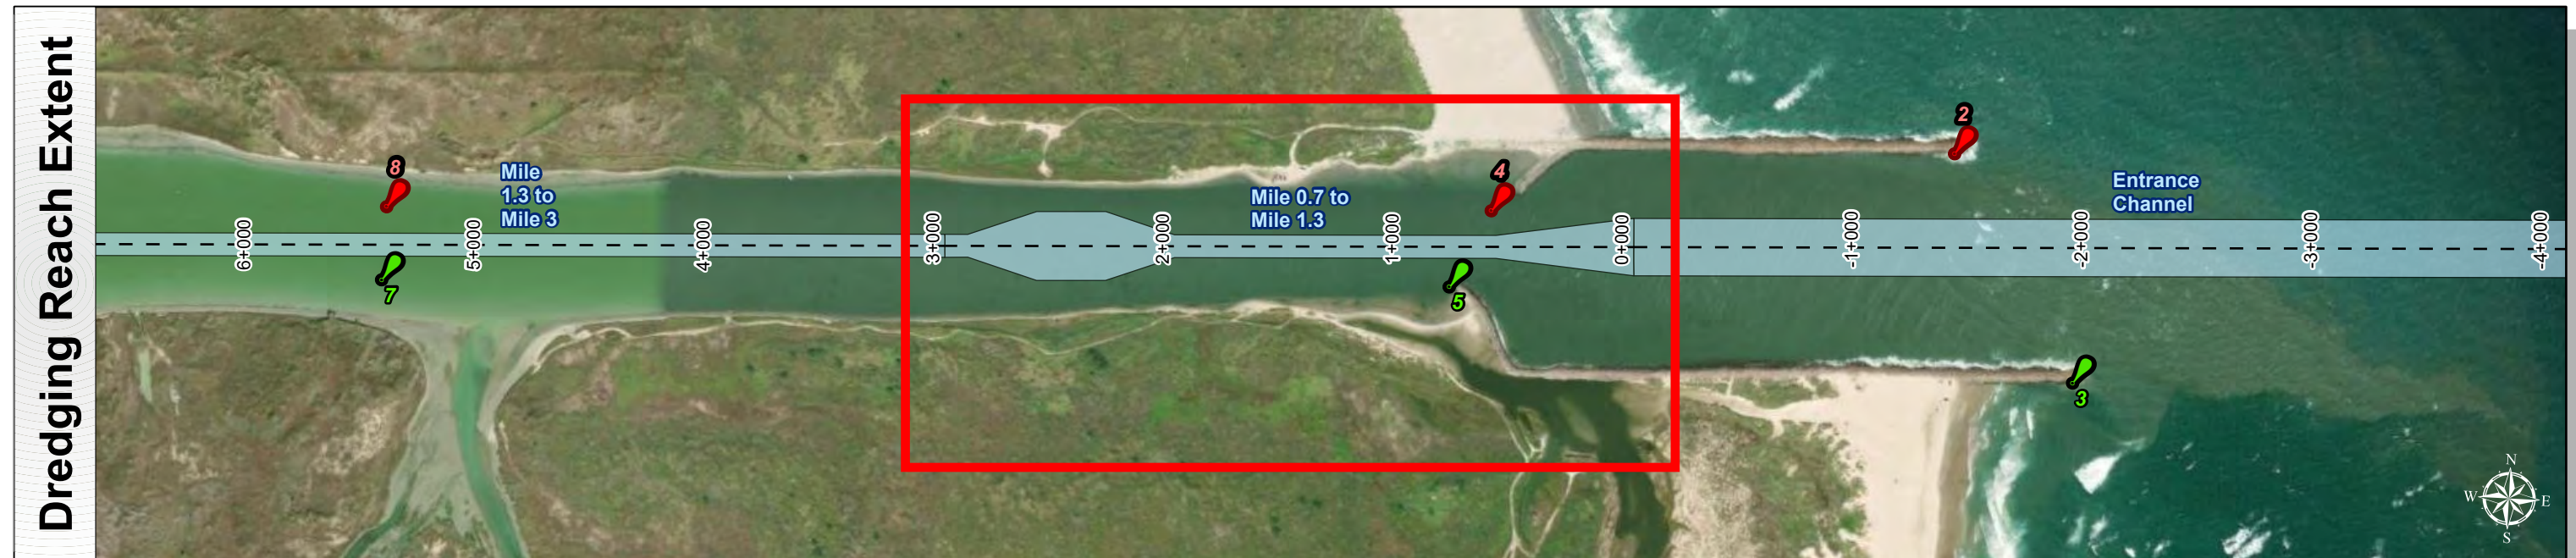 Dredging Reach Extent
2
8
4
Mile
1.3 to
Mile 3
Mile 0.7 to
Mile 1.3
Entrance
Channel
6+000
5+000
4+000
3+000
2+000
1+000
0+000
-1+000
-2+000
-3+000
-4+000
7
5
3
N
W
E
S